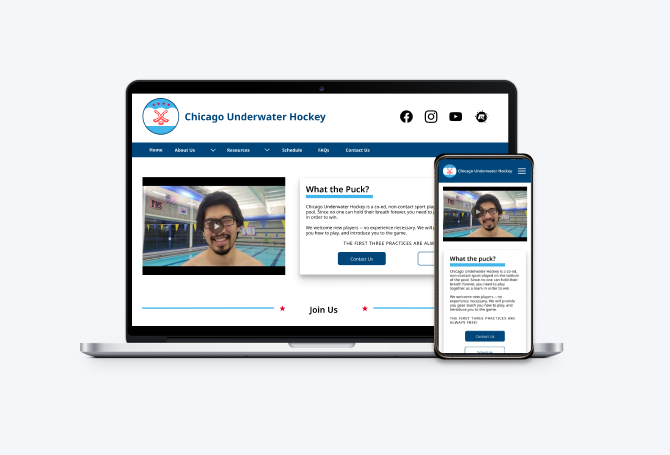 Chicago Underwater Hockey
Home About Us Resources Schedule FAQs Contact Us
What the Puck?
Chicago Underwater Hockey is a co-ed, non-contact sport
pool. Since no one can hold their breath forever, you need to
in order to win.
We welcome new players -- no experience necessary. We will
you how to play, and introduce you to the game.
THE FIRST THREE PRACTICES ARE
Contact Us
Join Us
Chicago Underwater Hockey
What the puck?
Chicago Underwater Hockey is a co-ed,
non-contact sport played on the bottom
of the pool. Since no one can hold their
breath forever, you need to play
together as a team in order to win.
We welcome new players -- no
experience necessary. We will provide
you gear, teach you how to play, and
introduce you to the game.
THE FIRST THREE PRACTICES ARE
ALWAYS FREE!
Contact Us
Schedule